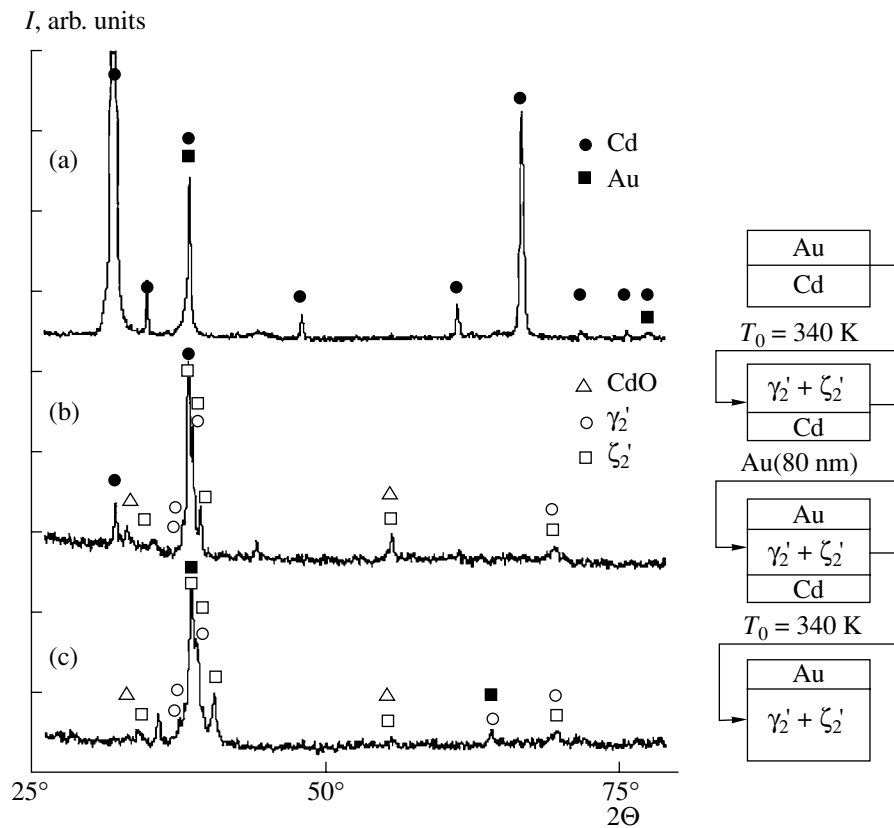 I, arb. units
(a)
● Cd
■ Au
Au
Cd
T₀ = 340 K
(b)
△ CdO
○ γ₂'
□ ζ₂'
γ₂' + ζ₂'
Cd
Au(80 nm)
Au
γ₂' + ζ₂'
Cd
T₀ = 340 K
(c)
Au
γ₂' + ζ₂'
25°
50°
75°
2Θ